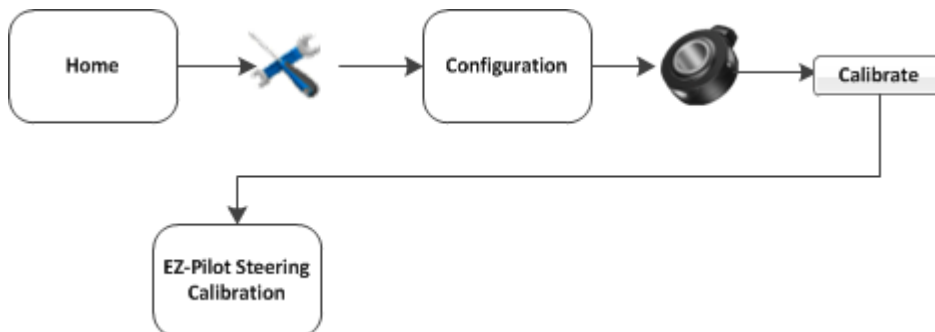 Home
Configuration
Calibrate
EZ-Pilot Steering
Calibration